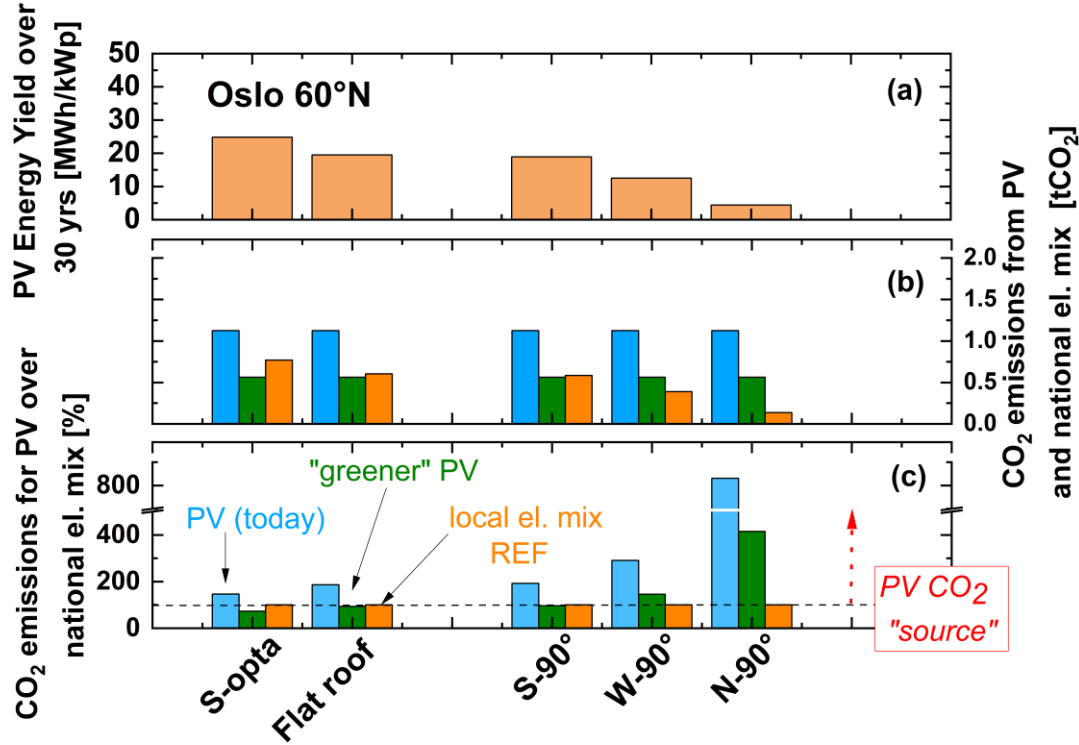 PV Energy Yield over
30 yrs [MWh/kWp]
50
40
30
20
10
0
Oslo 60°N
(a)
CO2 emissions from PV
and national el. mix [tCO2]
2.0
1.5
1.0
0.5
0.0
(b)
CO2 emissions for PV over
national el. mix [%]
800
400
200
0
(c)
"greener" PV
PV (today)
local el. mix
REF
PV CO2
"source"
S-opta
Flat roof
S-90°
W-90°
N-90°